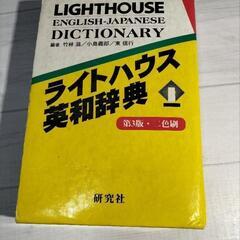 LIGHTHOUSE
ENGLISH-JAPANESE
DICTIONARY
編者 竹林 滋/小島義郎/東 信行
ライトハウス
英和辞典
第3版・二色刷
研究社